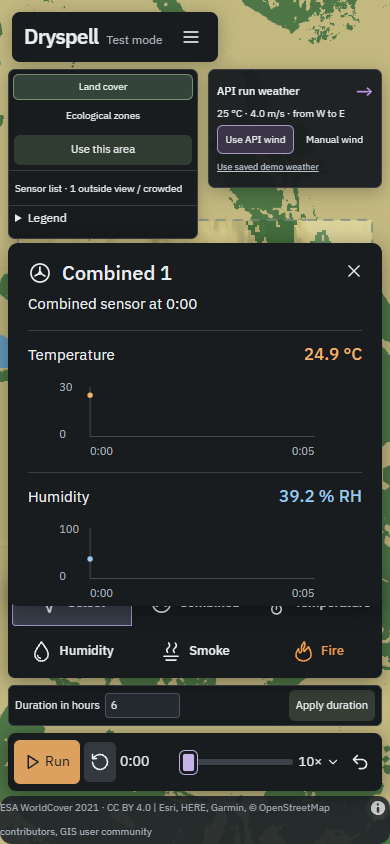 Dryspell Test mode
Land cover
Ecological zones
Use this area
Sensor list · 1 outside view / crowded
Legend
API run weather
25 °C · 4.0 m/s · from W to E
Use API wind Manual wind
Use saved demo weather
Combined 1
Combined sensor at 0:00
Temperature 24.9 °C
30
0
0:00 0:05
Humidity 39.2 % RH
100
0
0:00 0:05
Humidity Smoke Fire
Duration in hours 6 Apply duration
Run 0:00 10×
ESA WorldCover 2021 · CC BY 4.0 | Esri, HERE, Garmin, © OpenStreetMap
contributors, GIS user community